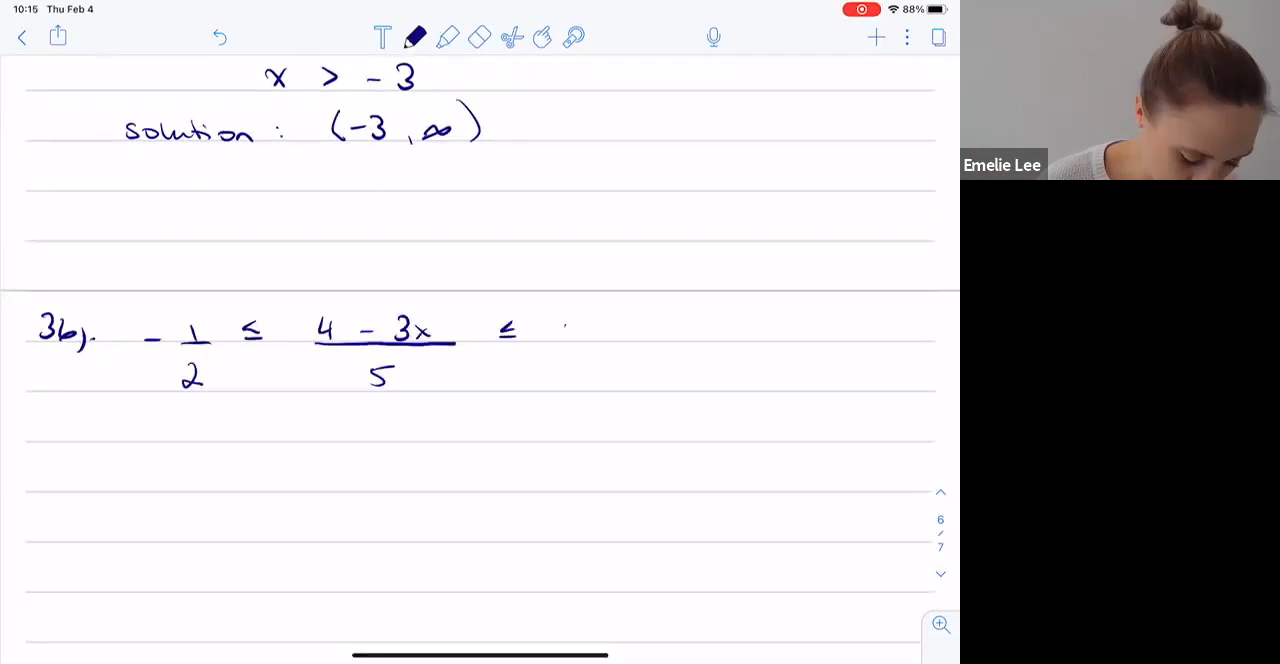 10:15 Thu Feb 4
88%
x > - 3
solution : (-3 , ∞ )
Emelie Lee
3b). - 1/2 ≤ (4 - 3x)/5 ≤
6
/
7